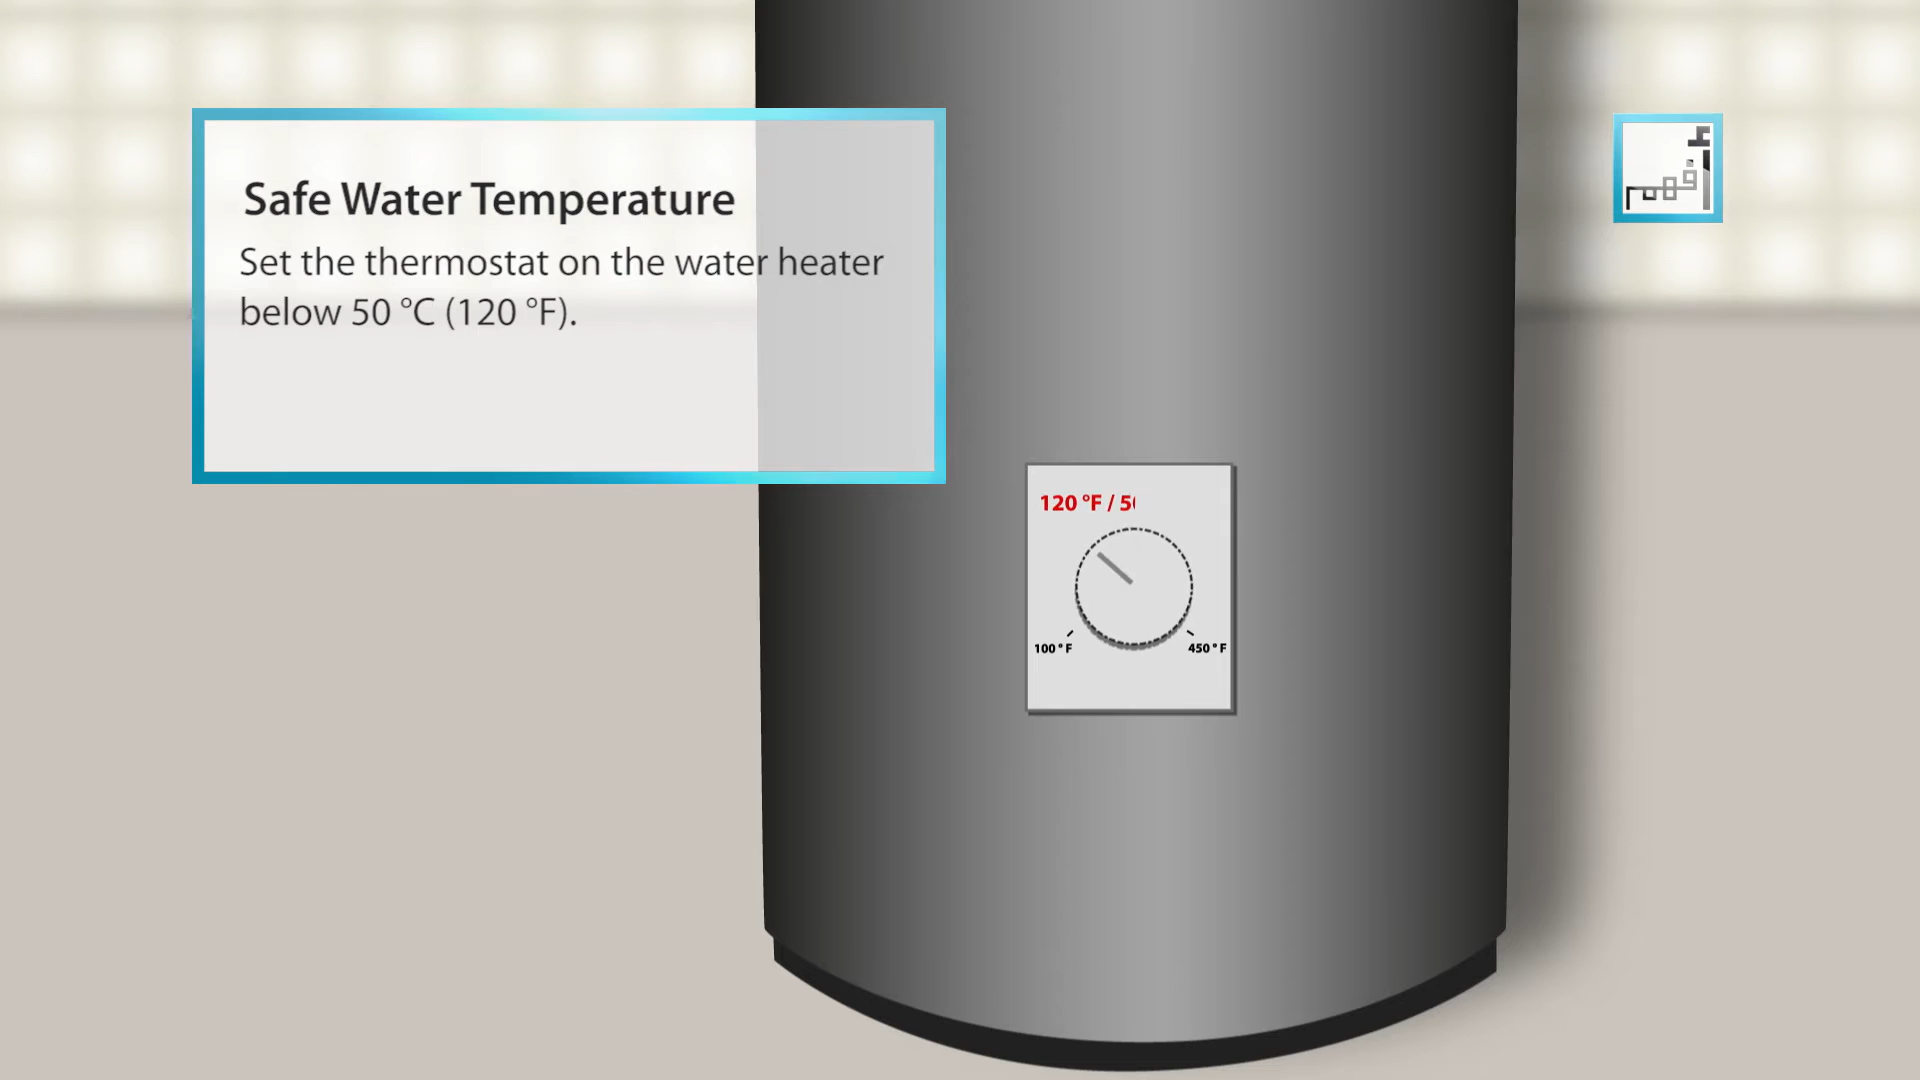 Safe Water Temperature
Set the thermostat on the water heater
below 50 °C (120 °F).
120 °F / 5
100 °F
450 °F